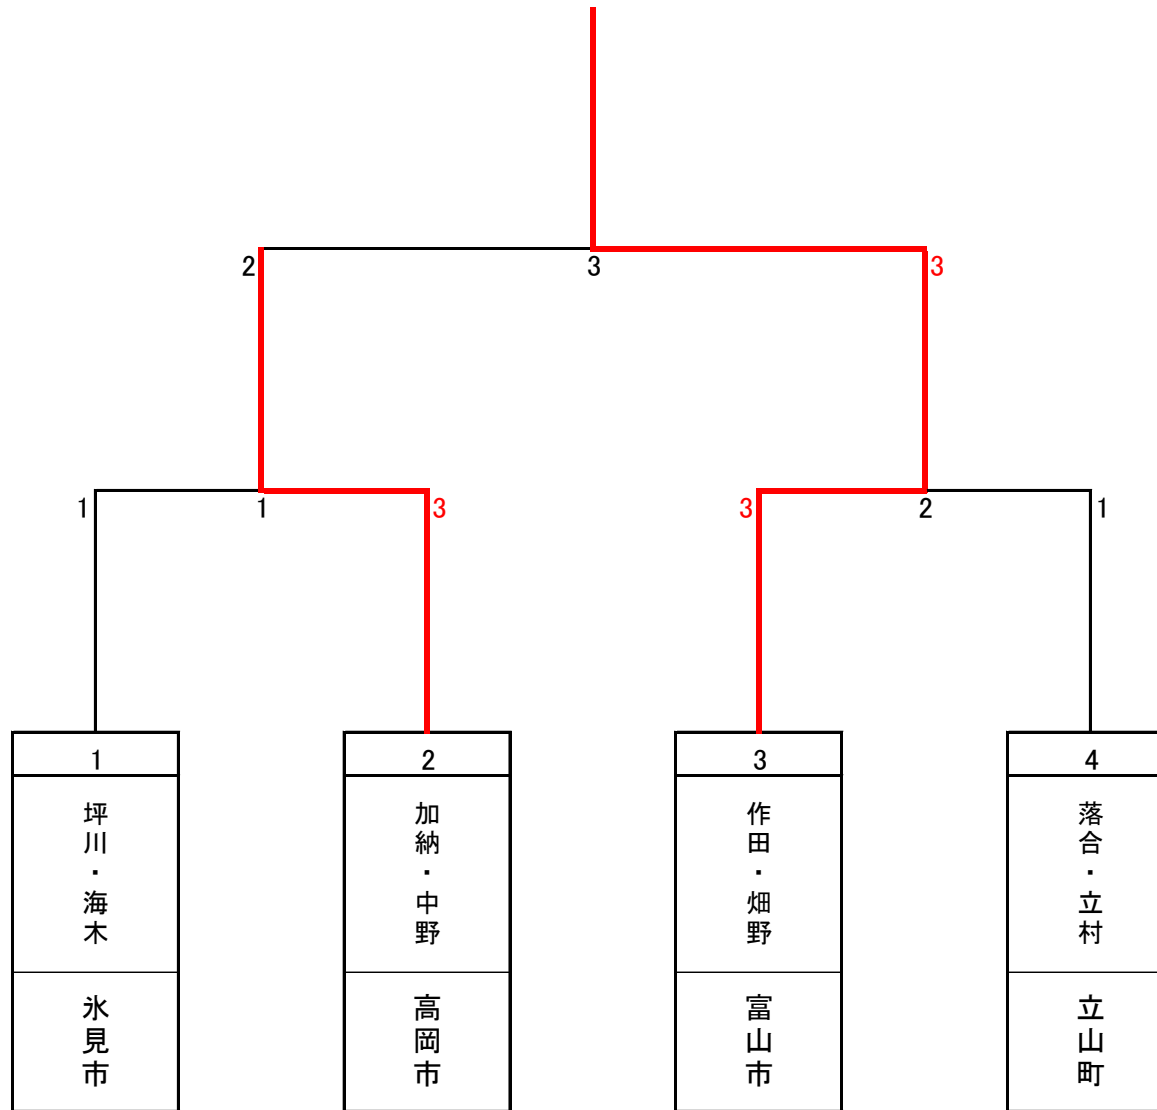 2 3 3
1 1 3 3 2 1
1 2 3 4
坪川・海木
加納・中野
作田・畑野
落合・立村
氷見市
高岡市
富山市
立山町